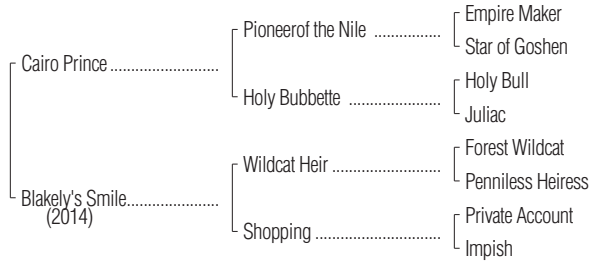 Empire Maker
Pioneerof the Nile ................
Star of Goshen
Cairo Prince ..........................
Holy Bull
Holy Bubbette ......................
Juliac
Forest Wildcat
Wildcat Heir ..........................
Penniless Heiress
Blakely's Smile......................
(2014)
Private Account
Shopping ..............................
Impish